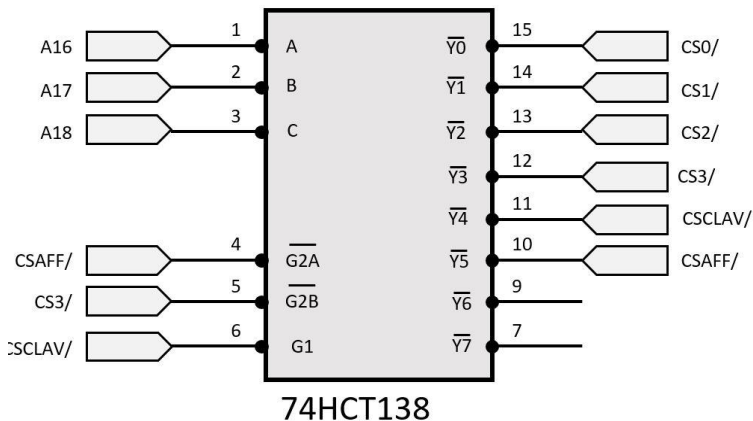 A16 1 A Y0 15 CS0/
A17 2 B Y1 14 CS1/
A18 3 C Y2 13 CS2/
Y3 12 CS3/
Y4 11 CSCLAV/
CSAFF/ 4 G2A Y5 10 CSAFF/
CS3/ 5 G2B Y6 9
CSCLAV/ 6 G1 Y7 7
74HCT138